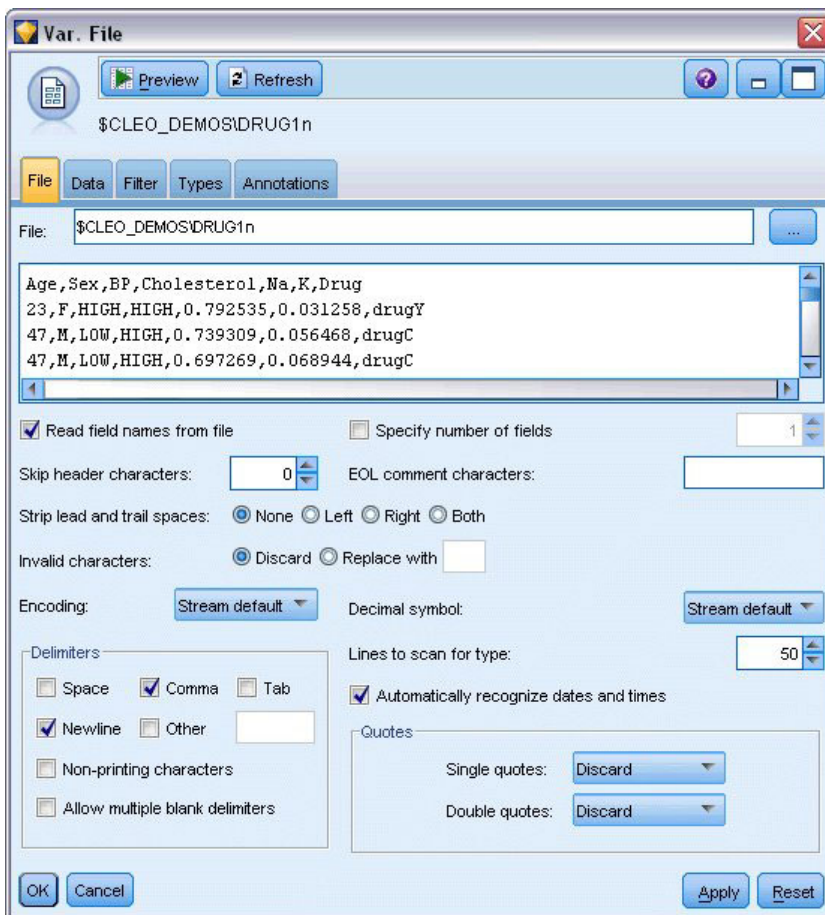 Var. File
Preview Refresh ?
$CLEO_DEMOS\DRUG1n
File Data Filter Types Annotations
File: $CLEO_DEMOS\DRUG1n ...
Age,Sex,BP,Cholesterol,Na,K,Drug
23,F,HIGH,HIGH,0.792535,0.031258,drugY
47,M,LOW,HIGH,0.739309,0.056468,drugC
47,M,LOW,HIGH,0.697269,0.068944,drugC
Read field names from file Specify number of fields 1
Skip header characters: 0 EOL comment characters:
Strip lead and trail spaces: None Left Right Both
Invalid characters: Discard Replace with
Encoding: Stream default Decimal symbol: Stream default
Delimiters Lines to scan for type: 50
Space Comma Tab Automatically recognize dates and times
Newline Other Quotes
Non-printing characters Single quotes: Discard
Allow multiple blank delimiters Double quotes: Discard
OK Cancel Apply Reset